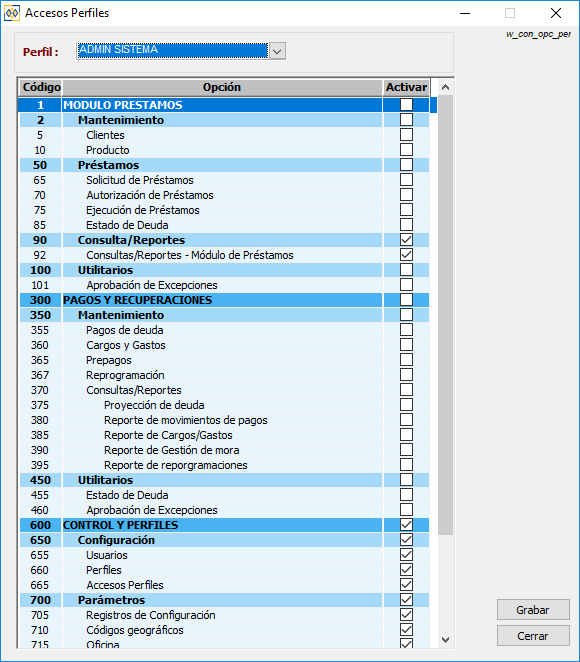 Accesos Perfiles
w_con_opc_per
Perfil : ADMIN SISTEMA
Código Opción Activar
1 MODULO PRESTAMOS
2 Mantenimiento
5 Clientes
10 Producto
50 Préstamos
65 Solicitud de Préstamos
70 Autorización de Préstamos
75 Ejecución de Préstamos
85 Estado de Deuda
90 Consulta/Reportes
92 Consultas/Reportes - Módulo de Préstamos
100 Utilitarios
101 Aprobación de Excepciones
300 PAGOS Y RECUPERACIONES
350 Mantenimiento
355 Pagos de deuda
360 Cargos y Gastos
365 Prepagos
367 Reprogramación
370 Consultas/Reportes
375 Proyección de deuda
380 Reporte de movimientos de pagos
385 Reporte de Cargos/Gastos
390 Reporte de Gestión de mora
395 Reporte de reporgramaciones
450 Utilitarios
455 Estado de Deuda
460 Aprobación de Excepciones
600 CONTROL Y PERFILES
650 Configuración
655 Usuarios
660 Perfiles
665 Accesos Perfiles
700 Parámetros
705 Registros de Configuración
710 Códigos geográficos
715 Oficina
Grabar
Cerrar